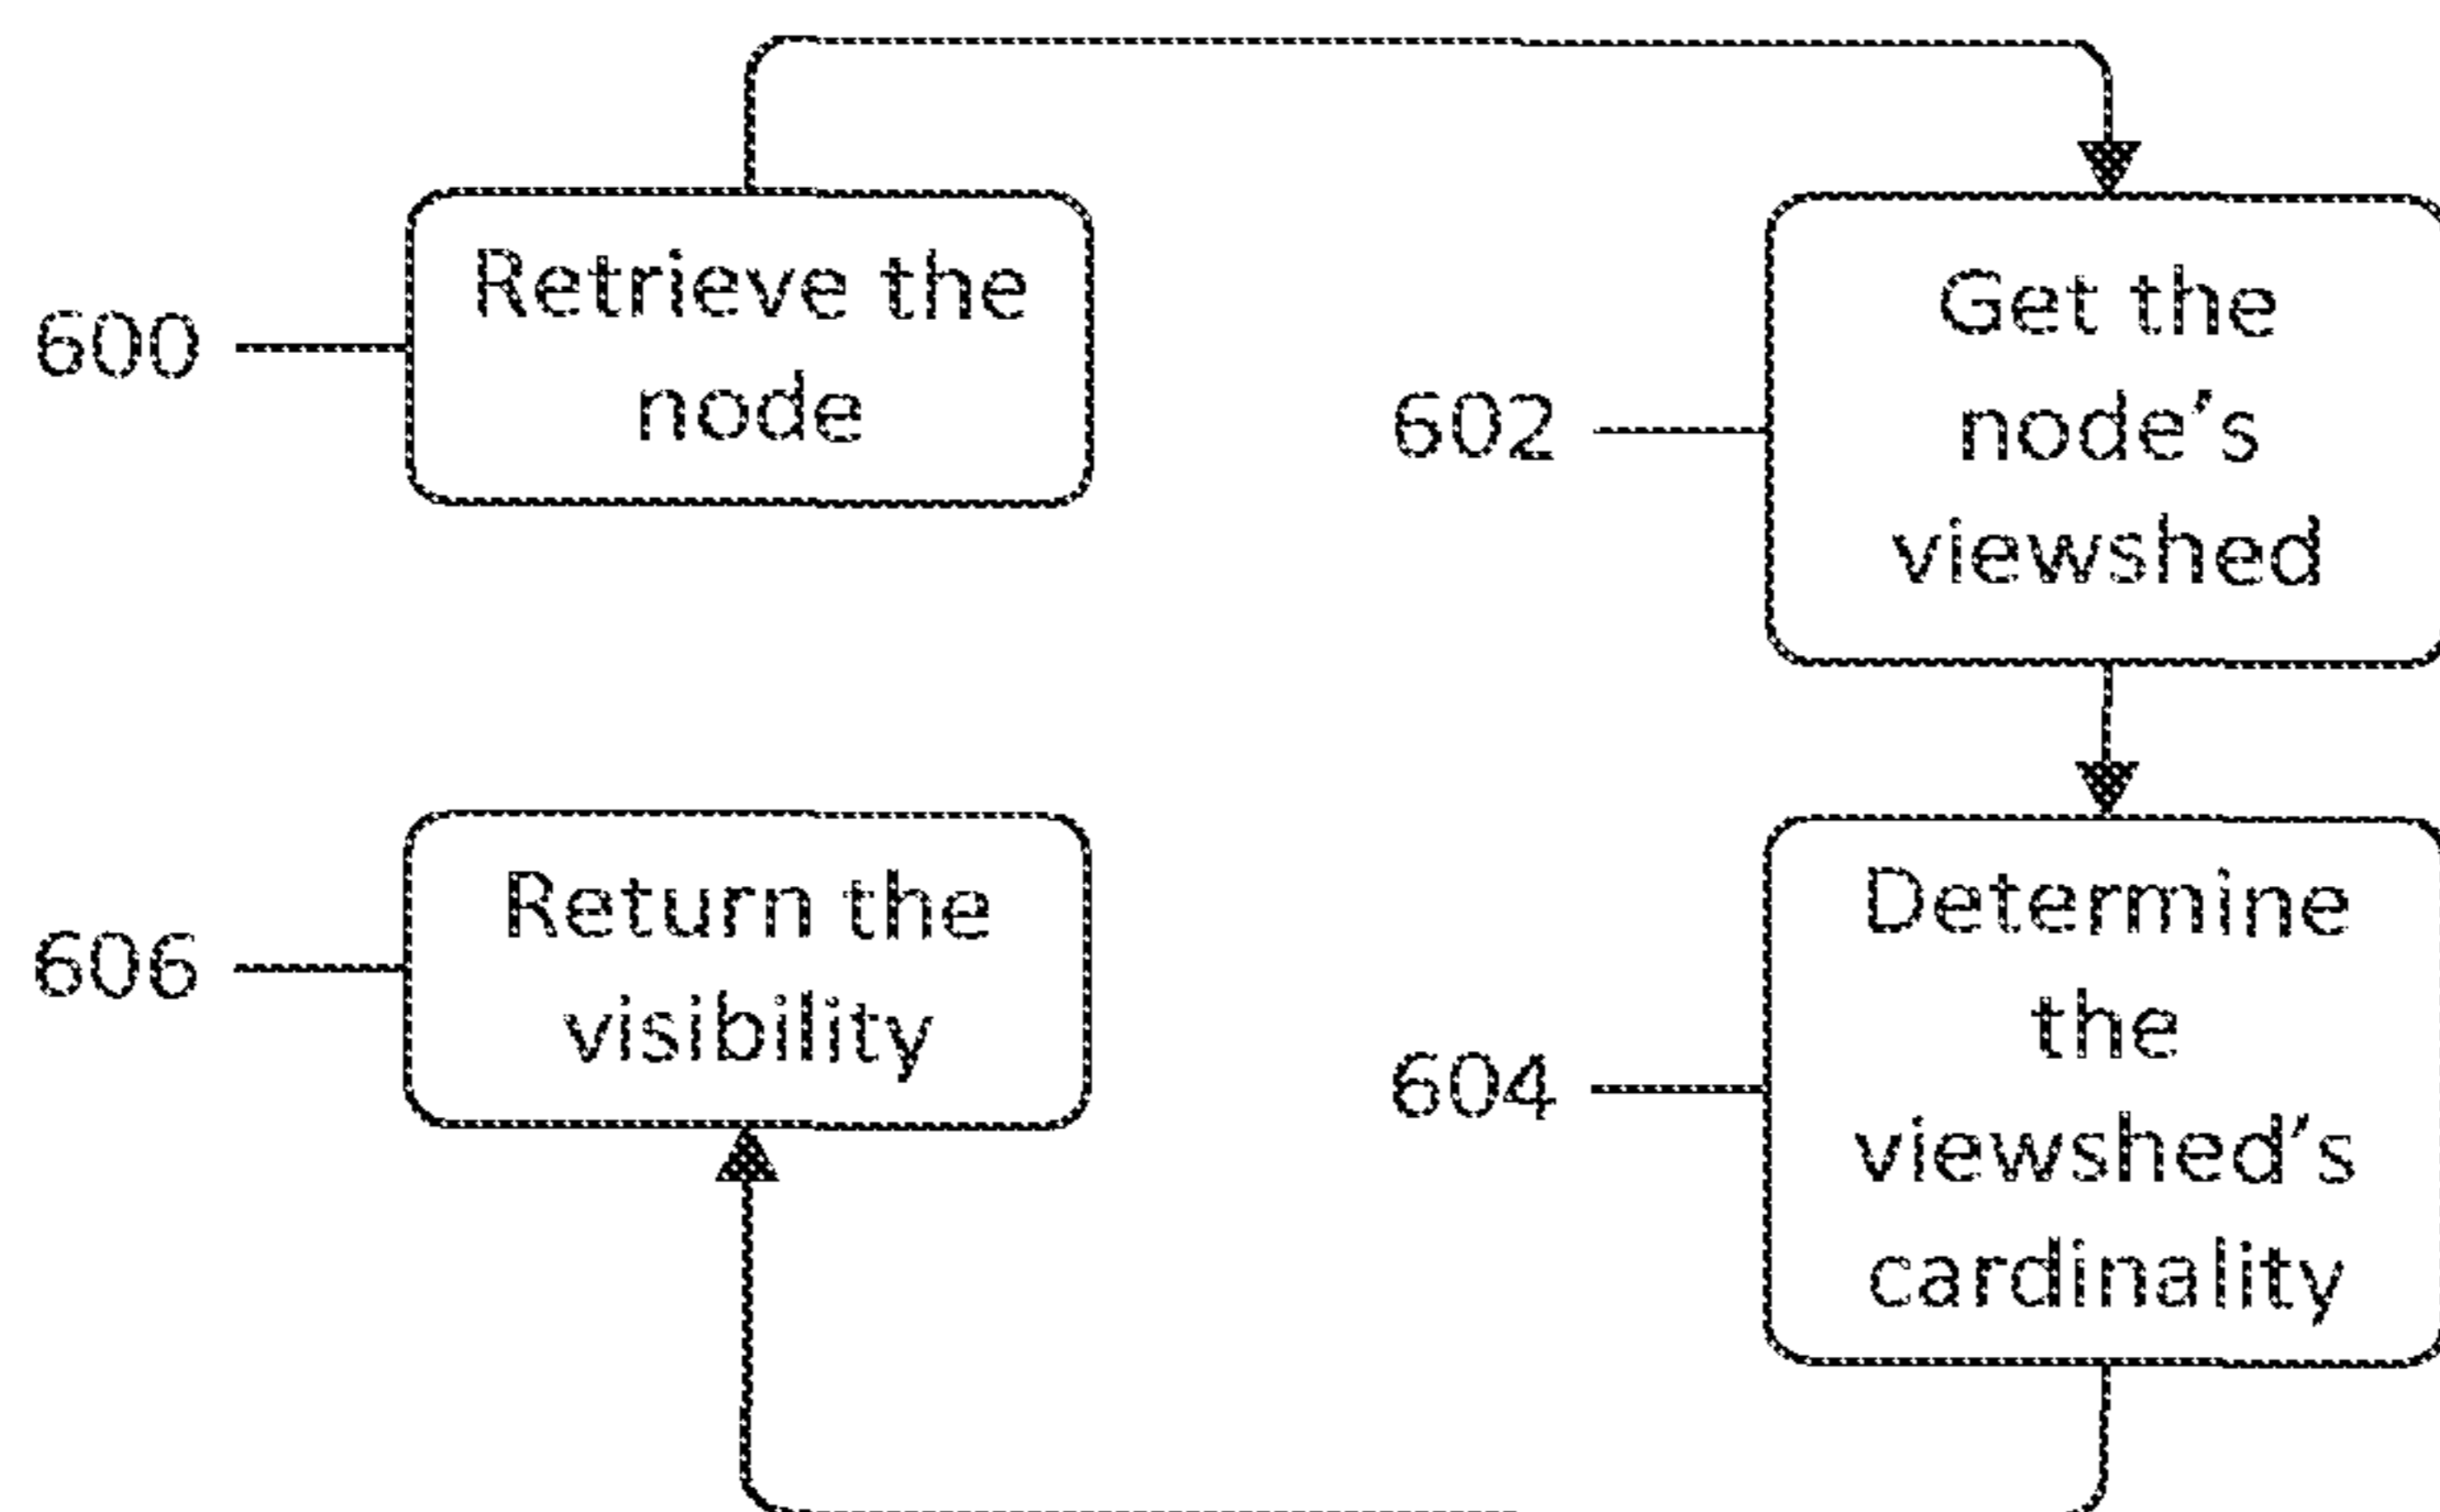 600
Retrieve the
node
602
Get the
node's
viewshed
604
Determine
the
viewshed's
cardinality
606
Return the
visibility